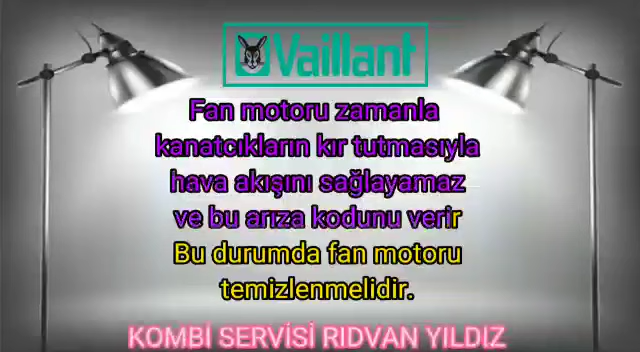 Vaillant
Fan motoru zamanla
kanatcıkların kır tutmasıyla
hava akışını sağlayamaz
ve bu arıza kodunu verir
Bu durumda fan motoru
temizlenmelidir.
KOMBİ SERVİSİ RIDVAN YILDIZ